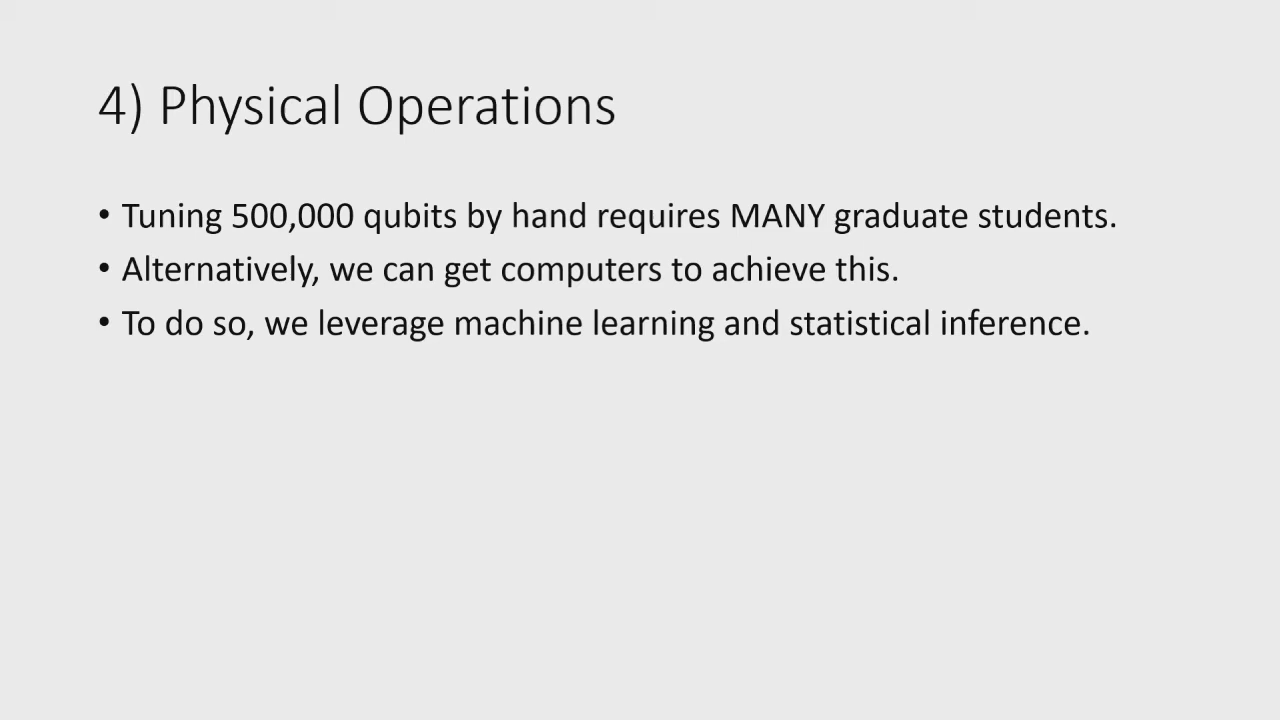 4) Physical Operations
• Tuning 500,000 qubits by hand requires MANY graduate students.
• Alternatively, we can get computers to achieve this.
• To do so, we leverage machine learning and statistical inference.